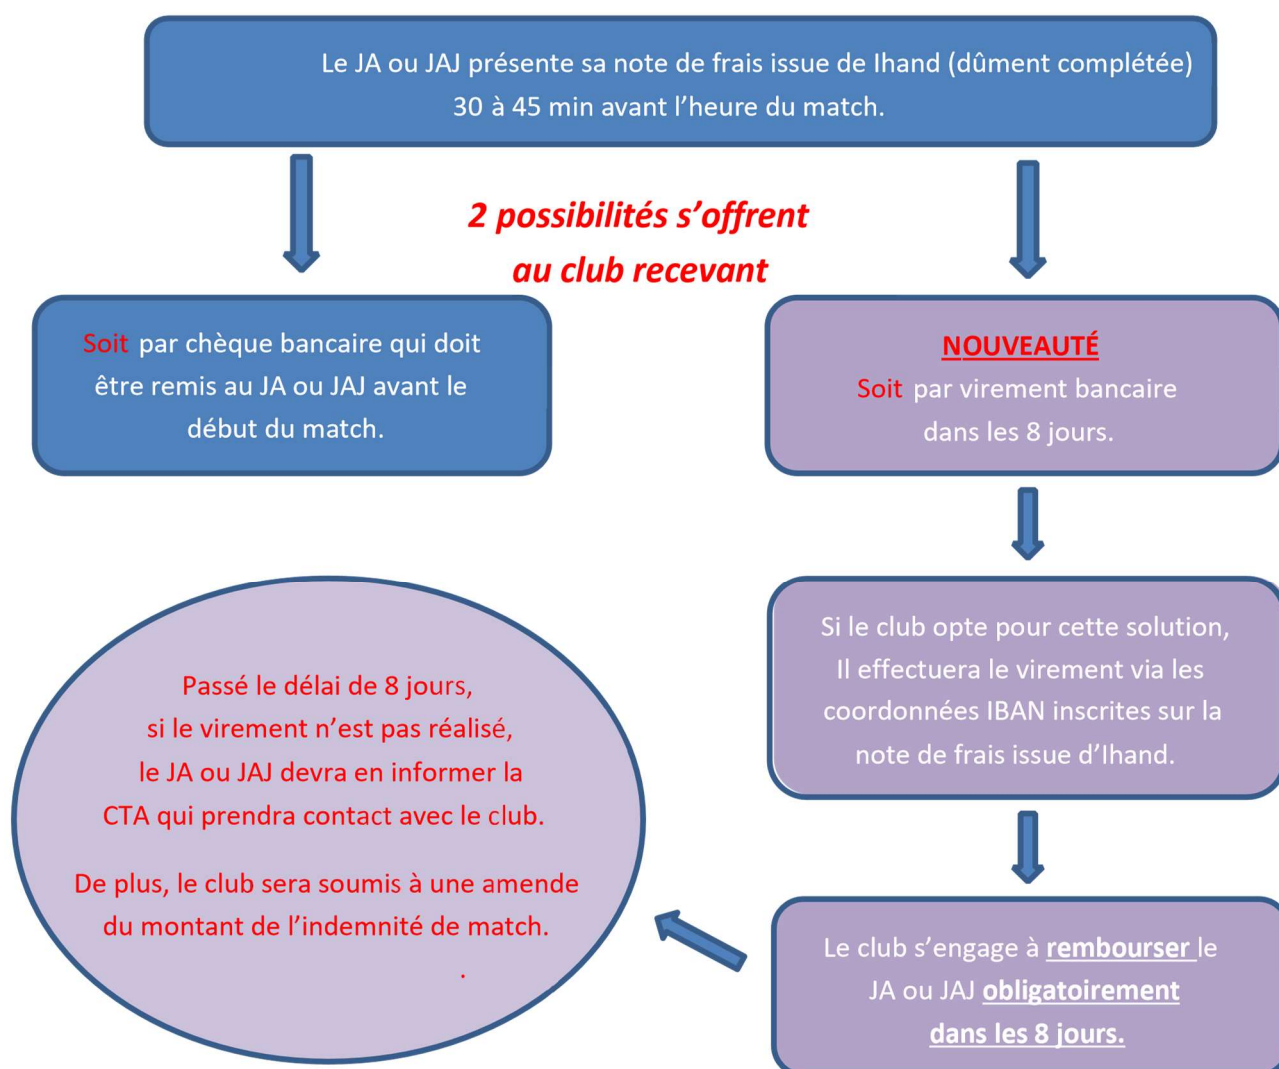 Le JA ou JAJ présente sa note de frais issue de Ihand (dûment complétée)
30 à 45 min avant l’heure du match.
2 possibilités s’offrent
au club recevant
Soit par chèque bancaire qui doit
être remis au JA ou JAJ avant le
début du match.
NOUVEAUTÉ
Soit par virement bancaire
dans les 8 jours.
Si le club opte pour cette solution,
Il effectuera le virement via les
coordonnées IBAN inscrites sur la
note de frais issue d’Ihand.
Le club s’engage à rembourser le
JA ou JAJ obligatoirement
dans les 8 jours.
Passé le délai de 8 jours,
si le virement n’est pas réalisé,
le JA ou JAJ devra en informer la
CTA qui prendra contact avec le club.
De plus, le club sera soumis à une amende
du montant de l’indemnité de match.
.